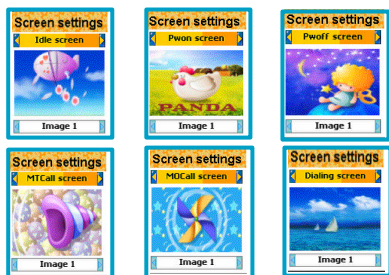 Screen settings
Idle screen
Image 1
Screen settings
Pwon screen
PANDA
Image 1
Screen settings
Pwoff screen
Image 1
Screen settings
MTCall screen
Image 1
Screen settings
MOCall screen
Image 1
Screen settings
Dialing screen
Image 1